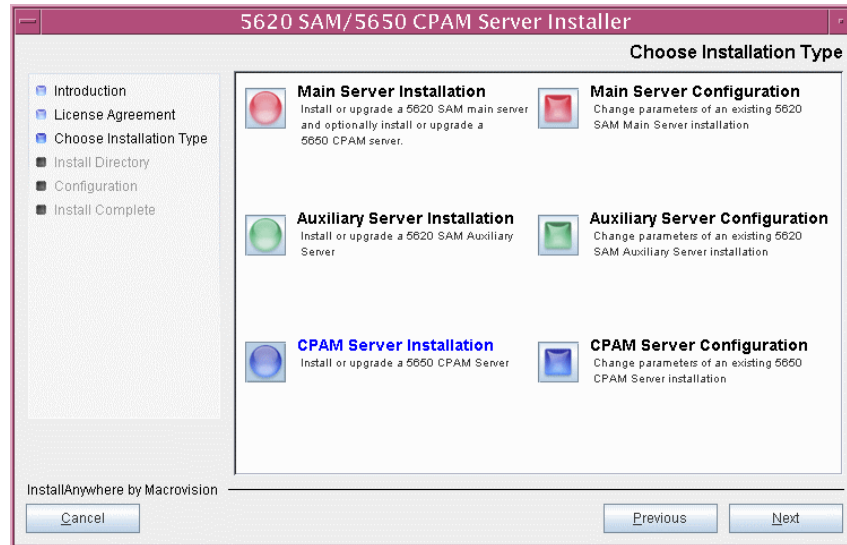 5620 SAM/5650 CPAM Server Installer
Choose Installation Type
Introduction
License Agreement
Choose Installation Type
Install Directory
Configuration
Install Complete
Main Server Installation
Install or upgrade a 5620 SAM main server
and optionally install or upgrade a
5650 CPAM server.
Main Server Configuration
Change parameters of an existing 5620
SAM Main Server installation
Auxiliary Server Installation
Install or upgrade a 5620 SAM Auxiliary
Server
Auxiliary Server Configuration
Change parameters of an existing 5620
SAM Auxiliary Server installation
CPAM Server Installation
Install or upgrade a 5650 CPAM Server
CPAM Server Configuration
Change parameters of an existing 5650
CPAM Server installation
InstallAnywhere by Macrovision
Cancel
Previous
Next